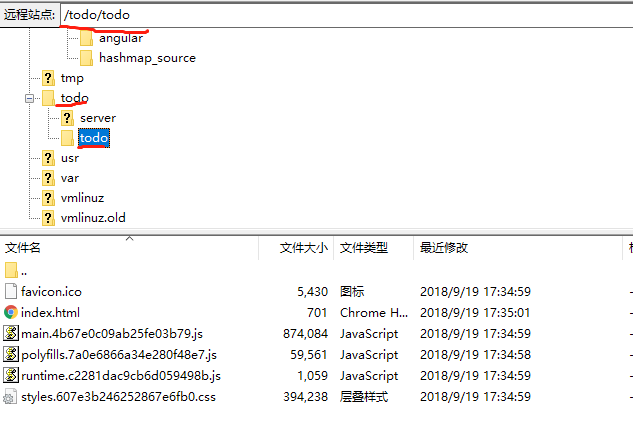 远程站点: /todo/todo
angular
hashmap_source
tmp
todo
server
todo
usr
var
vmlinuz
vmlinuz.old
文件名 文件大小 文件类型 最近修改
..
favicon.ico 5,430 图标 2018/9/19 17:34:59 -
index.html 701 Chrome H... 2018/9/19 17:35:01 -
main.4b67e0c09ab25fe03b79.js 874,084 JavaScript 2018/9/19 17:34:59 -
polyfills.7a0e6866a34e280f48e7.js 59,561 JavaScript 2018/9/19 17:34:58 -
runtime.c2281dac9cb6d059498b.js 1,059 JavaScript 2018/9/19 17:34:59 -
styles.607e3b246252867e6fb0.css 394,238 层叠样式 2018/9/19 17:34:59 -